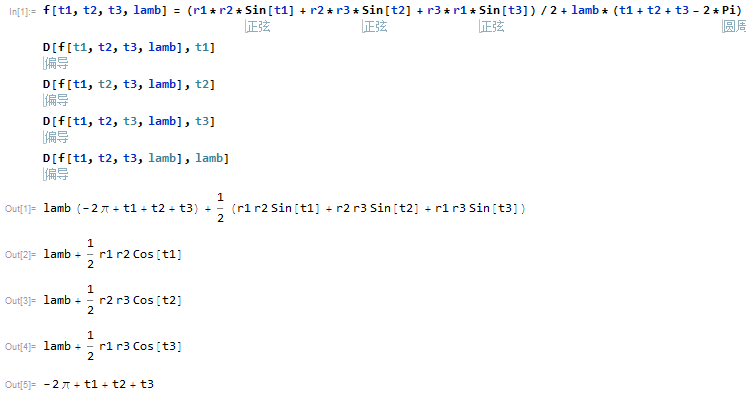 In[1]:= f[t1, t2, t3, lamb] = (r1*r2*Sin[t1] + r2*r3*Sin[t2] + r3*r1*Sin[t3]) / 2 + lamb* (t1 + t2 + t3 - 2*Pi)
正弦 正弦 正弦 圆周
D[f[t1, t2, t3, lamb], t1]
偏导
D[f[t1, t2, t3, lamb], t2]
偏导
D[f[t1, t2, t3, lamb], t3]
偏导
D[f[t1, t2, t3, lamb], lamb]
偏导
Out[1]= lamb (-2 π + t1 + t2 + t3) + 1/2 (r1 r2 Sin[t1] + r2 r3 Sin[t2] + r1 r3 Sin[t3])
Out[2]= lamb + 1/2 r1 r2 Cos[t1]
Out[3]= lamb + 1/2 r2 r3 Cos[t2]
Out[4]= lamb + 1/2 r1 r3 Cos[t3]
Out[5]= -2 π + t1 + t2 + t3